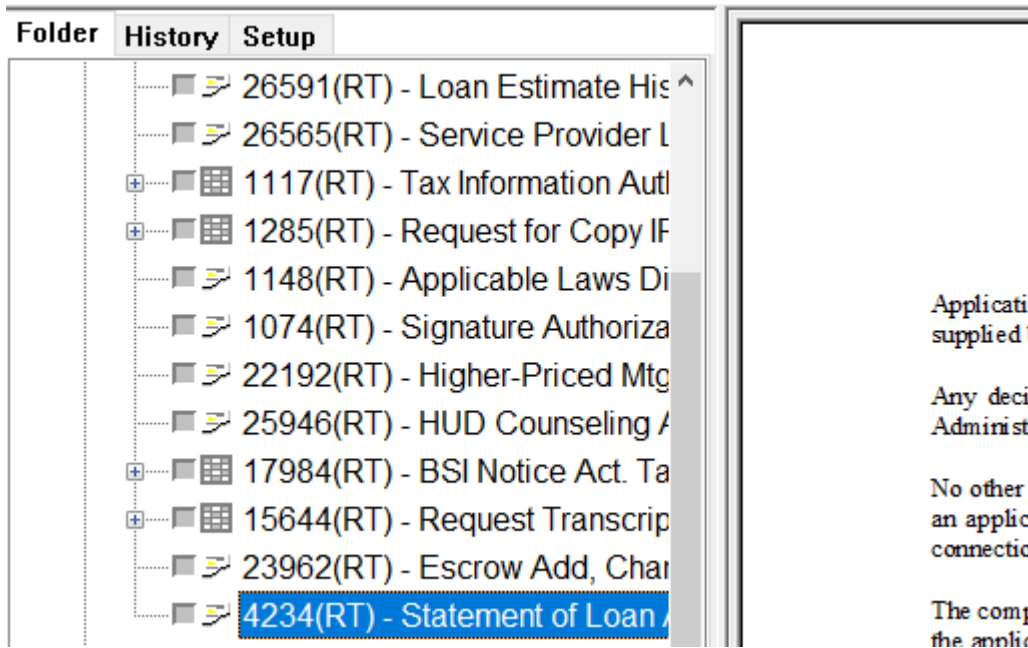 Folder History Setup
26591(RT) - Loan Estimate His
26565(RT) - Service Provider L
1117(RT) - Tax Information Aut
1285(RT) - Request for Copy IF
1148(RT) - Applicable Laws Di
1074(RT) - Signature Authoriza
22192(RT) - Higher-Priced Mtg
25946(RT) - HUD Counseling A
17984(RT) - BSI Notice Act. Ta
15644(RT) - Request Transcrip
23962(RT) - Escrow Add, Char
4234(RT) - Statement of Loan A
Applicati
supplied
Any deci
Administ
No other
an applic
connectio
The comp
the applic